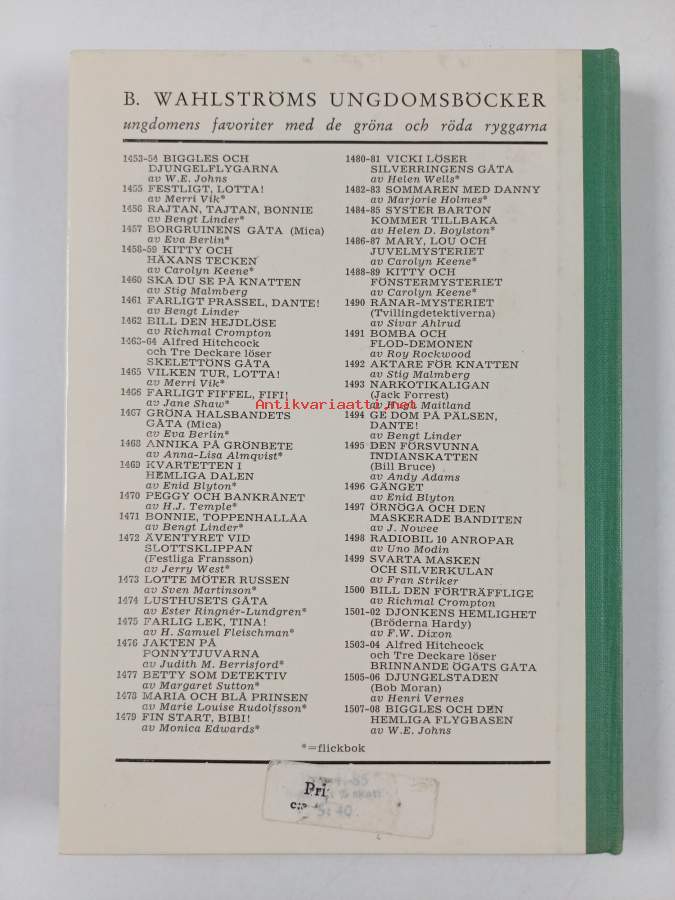 B. WAHLSTRÖMS UNGDOMSBÖCKER
ungdomens favoriter med de gröna och röda ryggarna
1453-54 BIGGLES OCH
DJUNGELFLYGARNA
av W.E. Johns
1455 FESTLIGT, LOTTA!
av Merri Vik*
1456 RAJTAN, TAJTAN, BONNIE
av Bengt Linder*
1457 BORGRUINENS GÅTA (Mica)
av Eva Berlin*
1458-59 KITTY OCH
HÄXANS TECKEN
av Carolyn Keene*
1460 SKA DU SE PÅ KNATTEN
av Stig Malmberg
1461 FARLIGT PRASSEL, DANTE!
av Bengt Linder
1462 BILL DEN HEJDLÖSE
av Richmal Crompton
1463-64 Alfred Hitchcock
och Tre Deckare löser
SKELETTÖNS GÅTA
1465 VILKEN TUR, LOTTA!
av Merri Vik*
1466 FARLIGT FIFFEL, FIFI!
av Jane Shaw*
1467 GRÖNA HALSBANDETS
GÅTA (Mica)
av Eva Berlin*
1468 ANNIKA PÅ GRÖNBETE
av Anna-Lisa Almqvist*
1469 KVARTETTEN I
HEMLIGA DALEN
av Enid Blyton*
1470 PEGGY OCH BANKRÅNET
av H.J. Temple*
1471 BONNIE, TOPPENHALLÅA
av Bengt Linder*
1472 ÄVENTYRET VID
SLOTTSKLIPPAN
(Festliga Fransson)
av Jerry West*
1473 LOTTE MÖTER RUSSEN
av Sven Martinson*
1474 LUSTHUSETS GÅTA
av Ester Ringnér-Lundgren*
1475 FARLIG LEK, TINA!
av H. Samuel Fleischman*
1476 JAKTEN PÅ
PONNYTJUVARNA
av Judith M. Berrisford*
1477 BETTY SOM DETEKTIV
av Margaret Sutton*
1478 MARIA OCH BLÅ PRINSEN
av Marie Louise Rudolfsson*
1479 FIN START, BIBI!
av Monica Edwards*
1480-81 VICKI LÖSER
SILVERRINGENS GÅTA
av Helen Wells*
1482-83 SOMMAREN MED DANNY
av Marjorie Holmes*
1484-85 SYSTER BARTON
KOMMER TILLBAKA
av Helen D. Boylston*
1486-87 MARY, LOU OCH
JUVELMYSTERIET
av Carolyn Keene*
1488-89 KITTY OCH
FÖNSTERMYSTERIET
av Carolyn Keene*
1490 RÅNAR-MYSTERIET
(Tvillingdetektiverna)
av Sivar Ahlrud
1491 BOMBA OCH
FLOD-DEMONEN
av Roy Rockwood
1492 AKTARE FÖR KNATTEN
av Stig Malmberg
1493 NARKOTIKALIGAN
(Jack Forrest)
av Hugh Maitland
1494 GE DOM PÅ PÄLSEN,
DANTE!
av Bengt Linder
1495 DEN FÖRSVUNNA
INDIANSKATTEN
(Bill Bruce)
av Andy Adams
1496 GÄNGET
av Enid Blyton
1497 ÖRNÖGA OCH DEN
MASKERADE BANDITEN
av J. Nowee
1498 RADIOBIL 10 ANROPAR
av Uno Modin
1499 SVARTA MASKEN
OCH SILVERKULAN
av Fran Striker
1500 BILL DEN FÖRTRÄFFLIGE
av Richmal Crompton
1501-02 DJONKENS HEMLIGHET
(Bröderna Hardy)
av F.W. Dixon
1503-04 Alfred Hitchcock
och Tre Deckare löser
BRINNANDE ÖGATS GÅTA
1505-06 DJUNGELSTADEN
(Bob Moran)
av Henri Vernes
1507-08 BIGGLES OCH DEN
HEMLIGA FLYGBASEN
av W.E. Johns
*=flickbok
Antikvariaatti.net
Pri
5:40